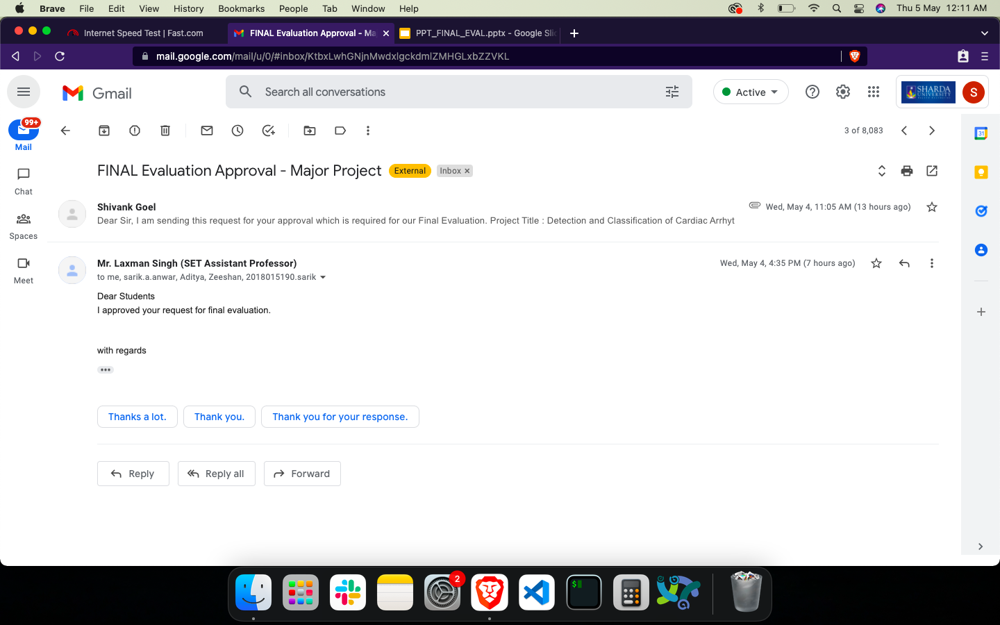 Brave File Edit View History Bookmarks People Tab Window Help Thu 5 May 12:11 AM
Internet Speed Test | Fast.com FINAL Evaluation Approval - Ma PPT_FINAL_EVAL.pptx - Google Slic
mail.google.com/mail/u/0/#inbox/KtbxLwhGNjnMwdxlgckdmlZMHGLxbZZVKL
Gmail Search all conversations Active SHARDA UNIVERSITY S
99+
Mail
3 of 8,083
31
FINAL Evaluation Approval - Major Project External Inbox ×
Chat
Shivank Goel Wed, May 4, 11:05 AM (13 hours ago)
Dear Sir, I am sending this request for your approval which is required for our Final Evaluation. Project Title : Detection and Classification of Cardiac Arrhyt
Spaces
Mr. Laxman Singh (SET Assistant Professor) Wed, May 4, 4:35 PM (7 hours ago)
to me, sarik.a.anwar, Aditya, Zeeshan, 2018015190.sarik
Meet
Dear Students
I approved your request for final evaluation.
with regards
Thanks a lot. Thank you. Thank you for your response.
Reply Reply all Forward
2
$